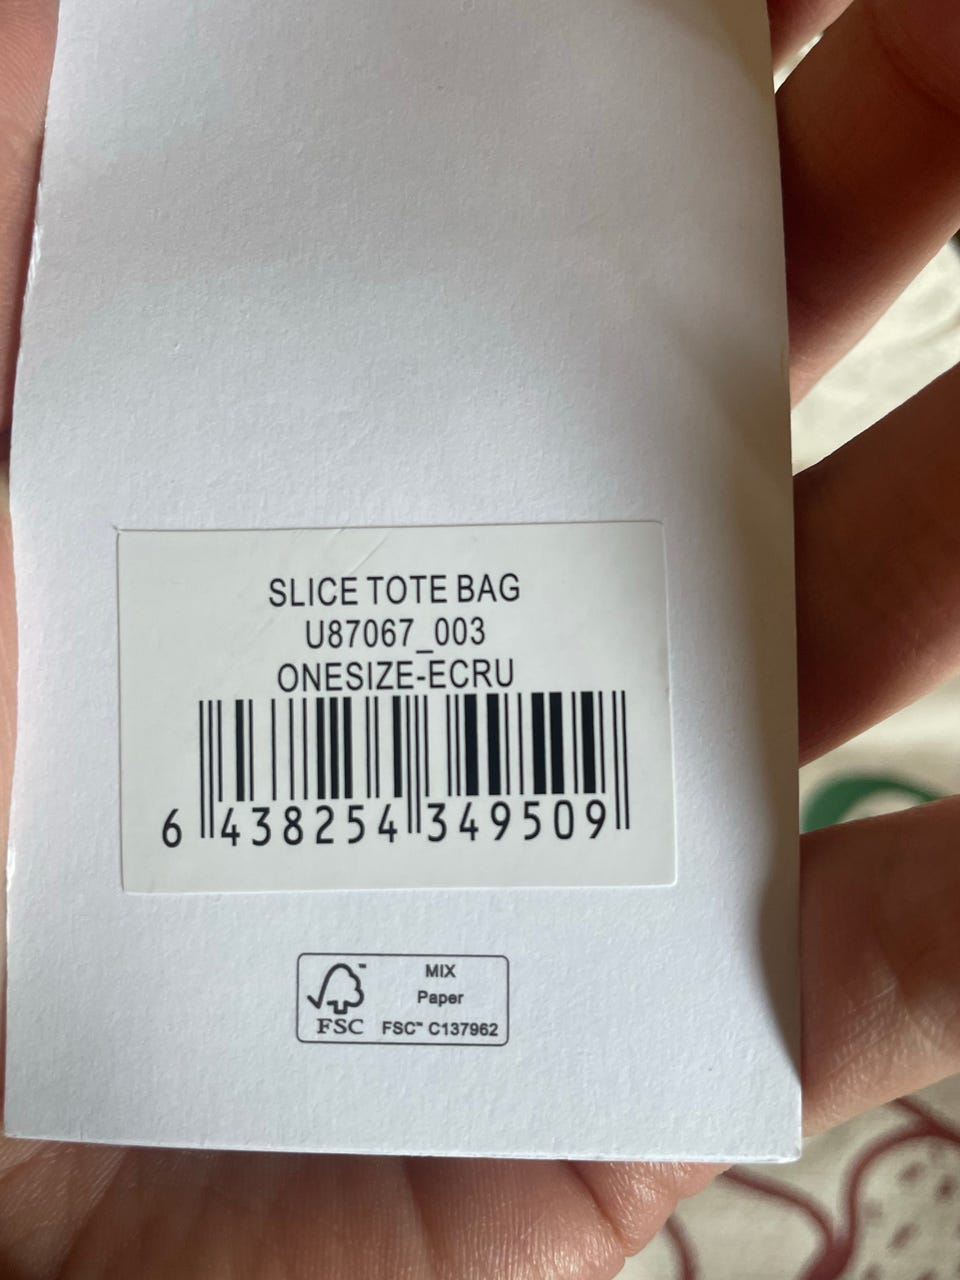 SLICE TOTE BAG
U87067_003
ONESIZE-ECRU
6 438254 349509
MIX
Paper
FSC
FSC™ C137962